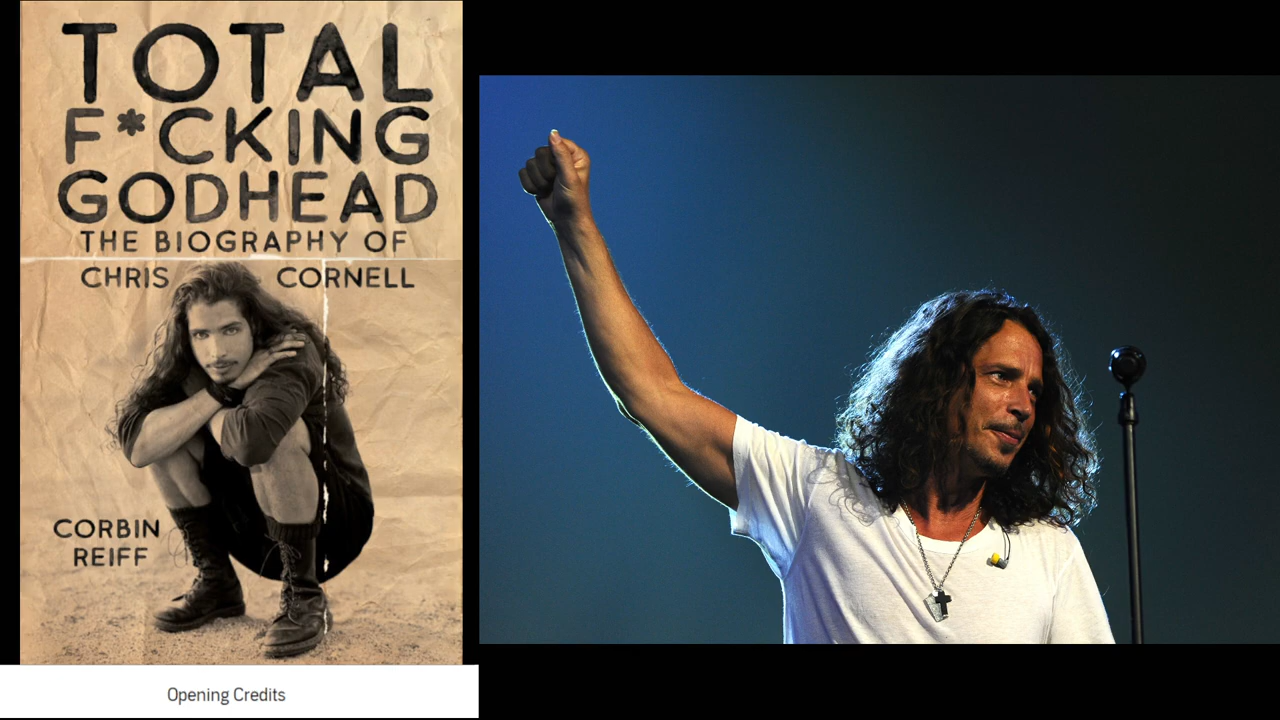 TOTAL
F*CKING
GODHEAD
THE BIOGRAPHY OF
CHRIS CORNELL
CORBIN
REIFF
Opening Credits